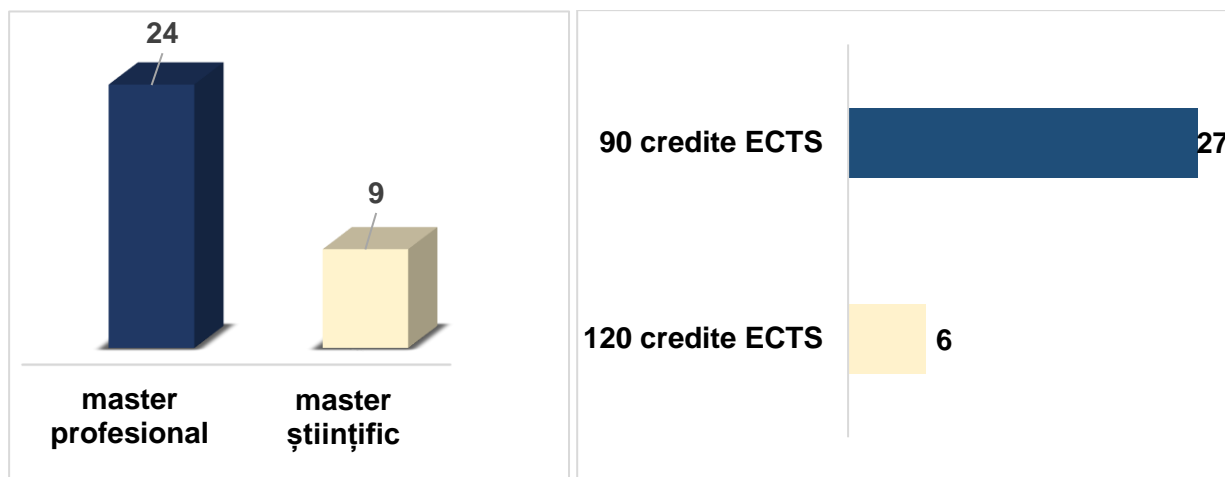 24
9
master
profesional
master
științific
90 credite ECTS
27
120 credite ECTS
6